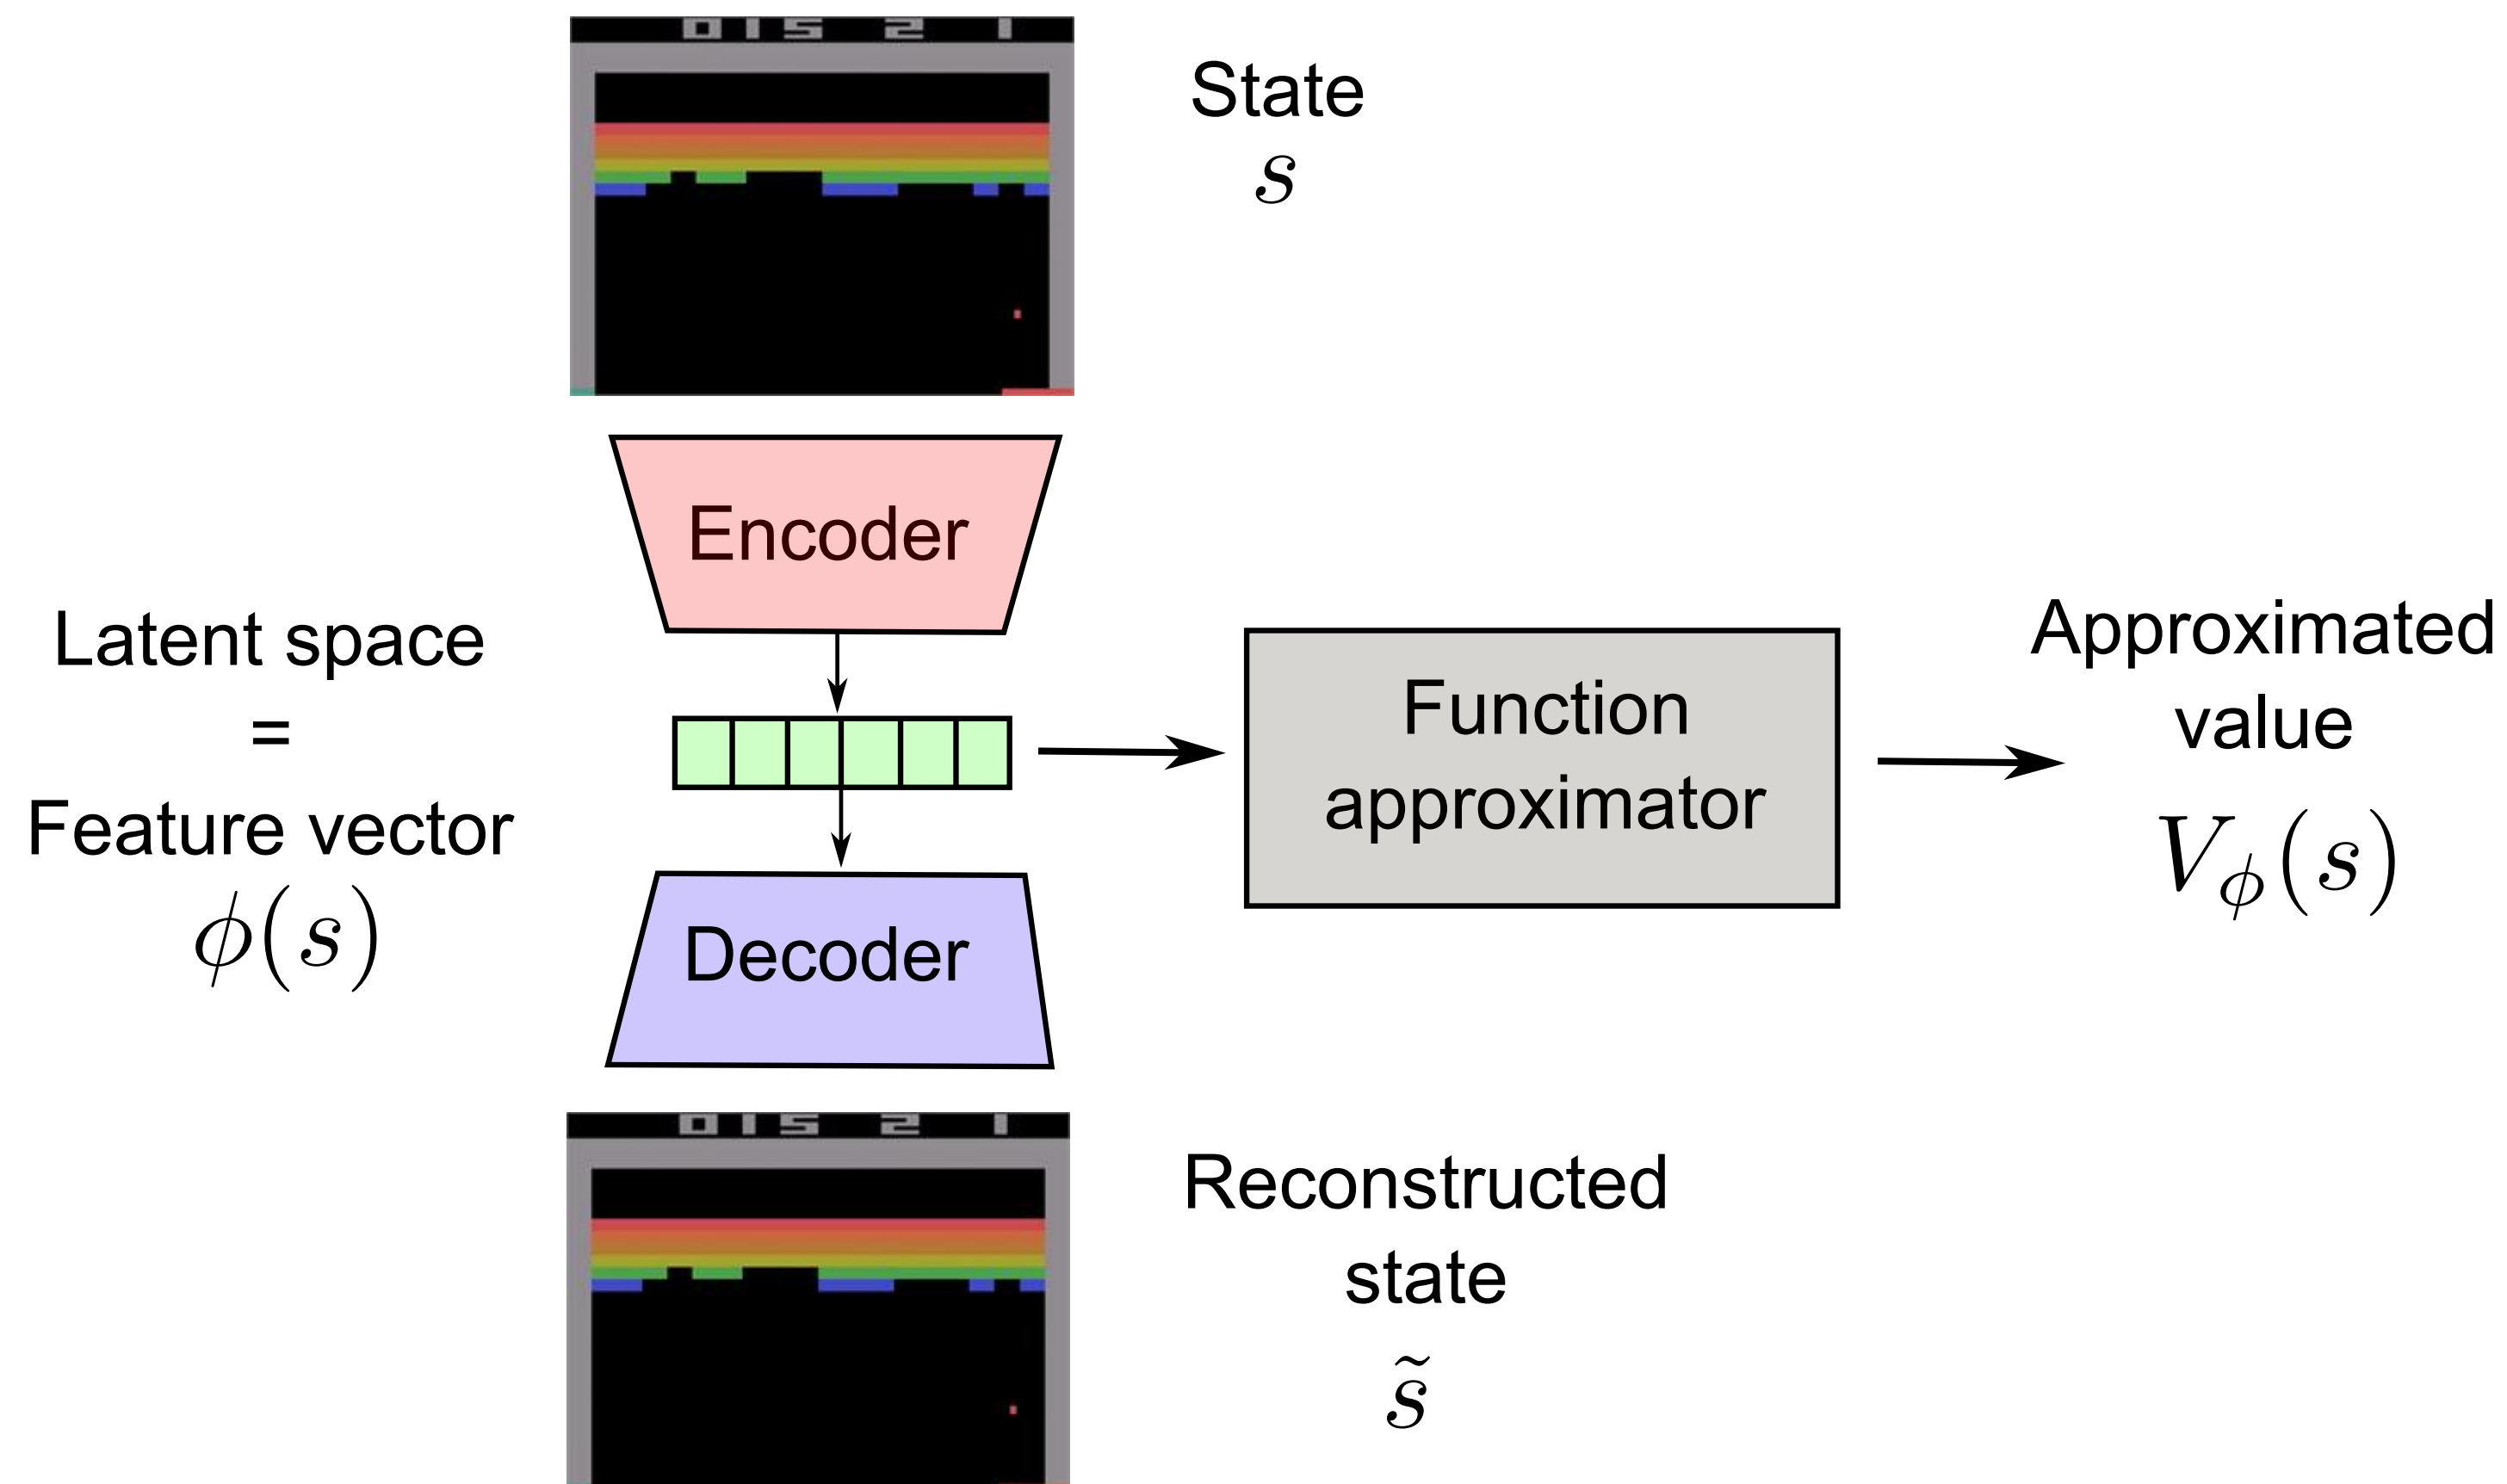 015 2 1
State
s
Encoder
Latent space
=
Feature vector
ϕ(s)
Function
approximator
Approximated
value
V_ϕ(s)
Decoder
015 2 1
Reconstructed
state
s̃